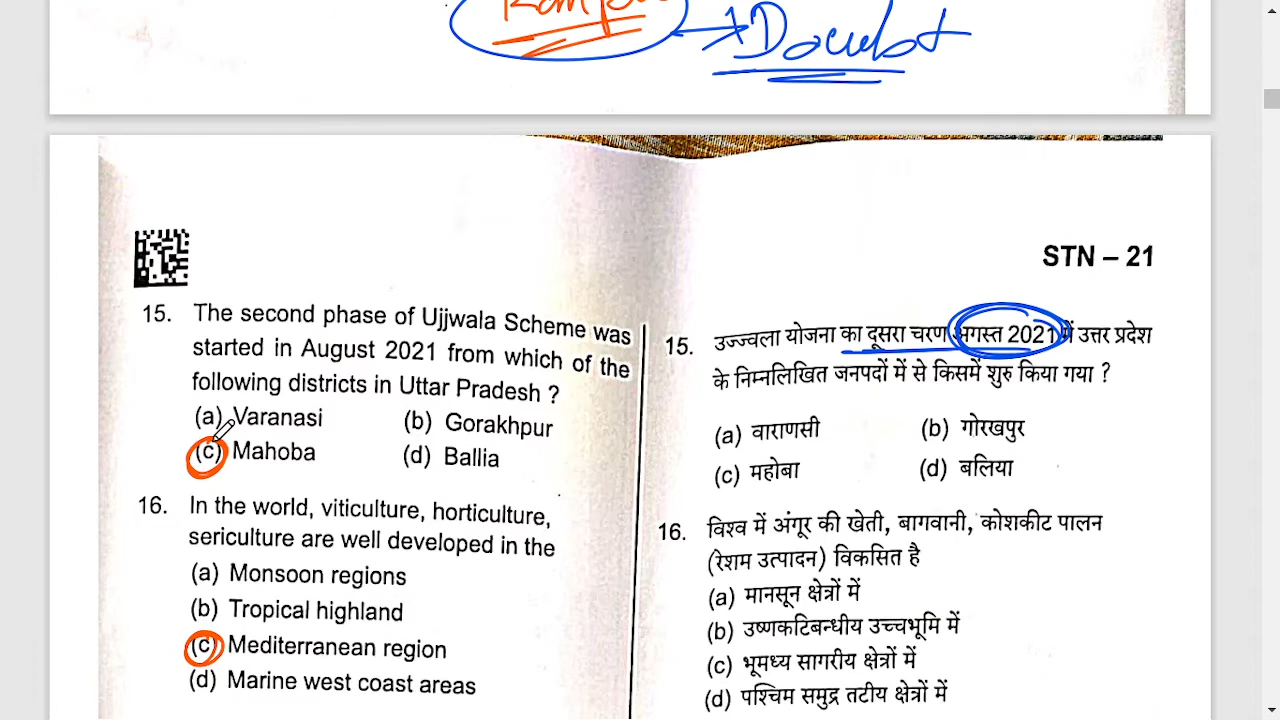 Doubt
STN – 21
15. The second phase of Ujjwala Scheme was
started in August 2021 from which of the
following districts in Uttar Pradesh ?
(a) Varanasi (b) Gorakhpur
(c) Mahoba (d) Ballia
16. In the world, viticulture, horticulture,
sericulture are well developed in the
(a) Monsoon regions
(b) Tropical highland
(c) Mediterranean region
(d) Marine west coast areas
15. उज्ज्वला योजना का दूसरा चरण अगस्त 2021 में उत्तर प्रदेश
के निम्नलिखित जनपदों में से किसमें शुरु किया गया ?
(a) वाराणसी (b) गोरखपुर
(c) महोबा (d) बलिया
16. विश्व में अंगूर की खेती, बागवानी, कोशकीट पालन
(रेशम उत्पादन) विकसित है
(a) मानसून क्षेत्रों में
(b) उष्णकटिबन्धीय उच्चभूमि में
(c) भूमध्य सागरीय क्षेत्रों में
(d) पश्चिम समुद्र तटीय क्षेत्रों में